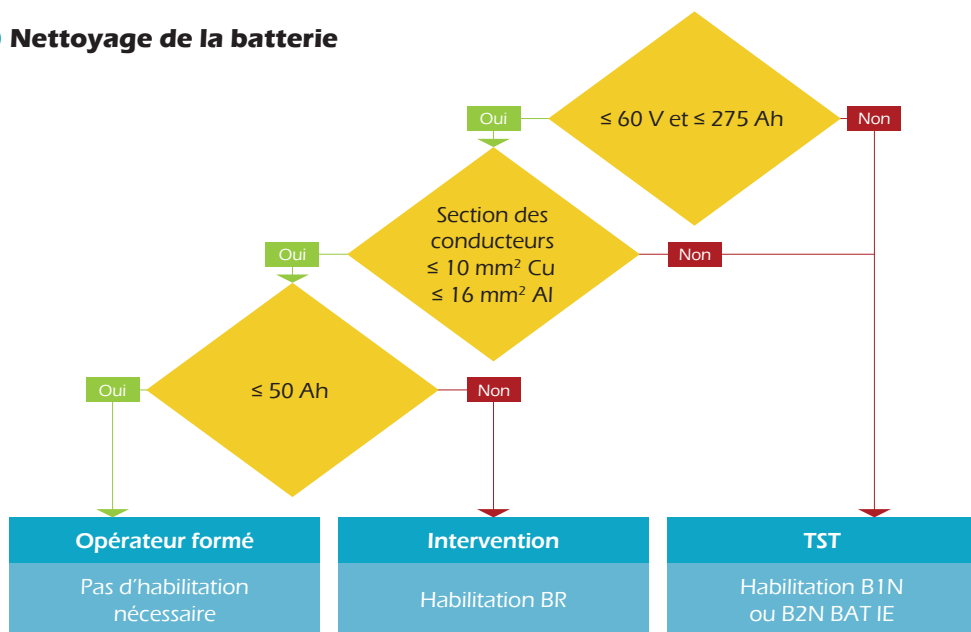 Nettoyage de la batterie
≤ 60 V et ≤ 275 Ah
Oui
Non
Section des
conducteurs
≤ 10 mm² Cu
≤ 16 mm² Al
Oui
Non
≤ 50 Ah
Oui
Non
Opérateur formé
Pas d'habilitation
nécessaire
Intervention
Habilitation BR
TST
Habilitation B1N
ou B2N BAT IE